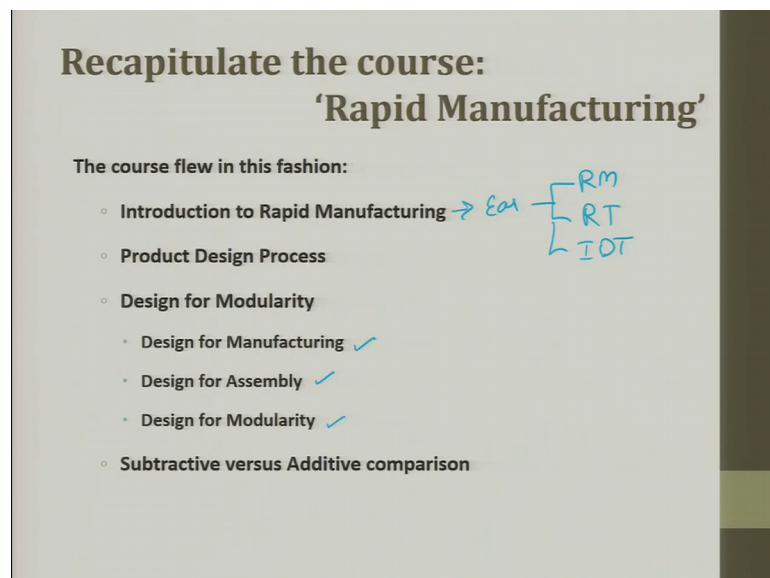 Recapitulate the course:
‘Rapid Manufacturing’
The course flew in this fashion:
Introduction to Rapid Manufacturing → RM
RT
IOT
Product Design Process
Design for Modularity
Design for Manufacturing ✓
Design for Assembly ✓
Design for Modularity ✓
Subtractive versus Additive comparison